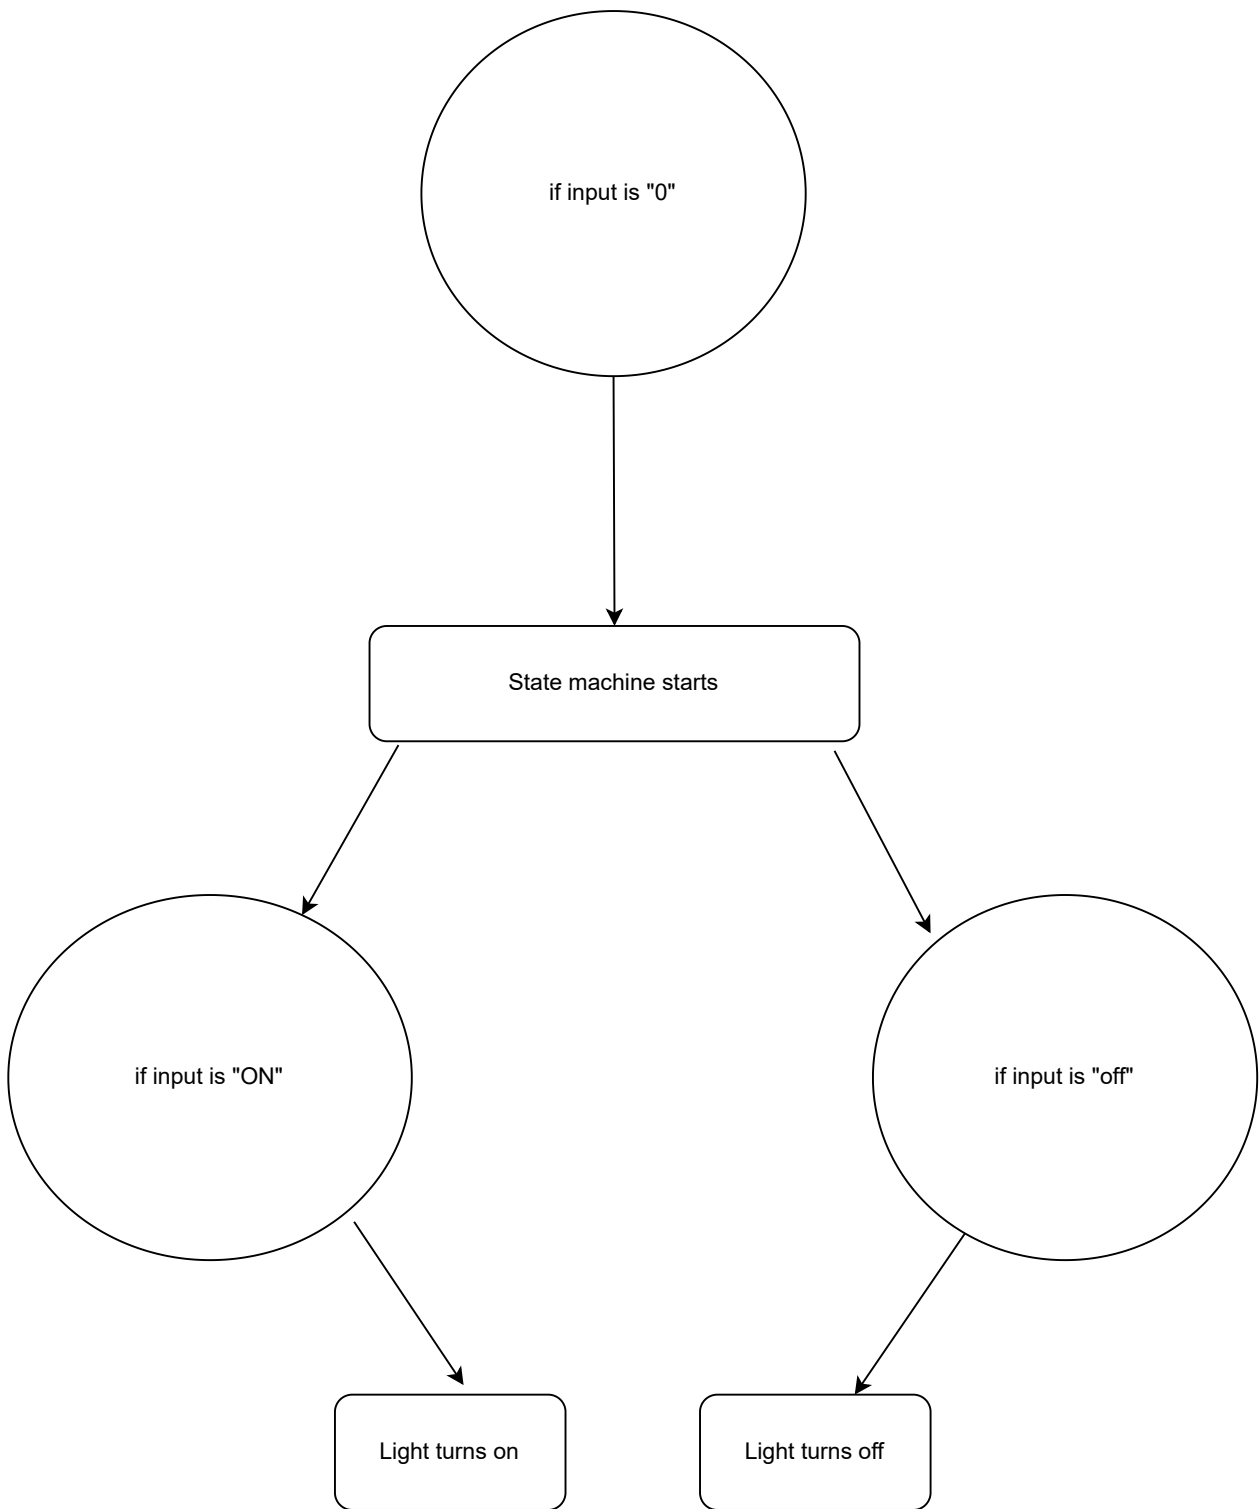 if input is "0"
State machine starts
if input is "ON"
if input is "off"
Light turns on
Light turns off